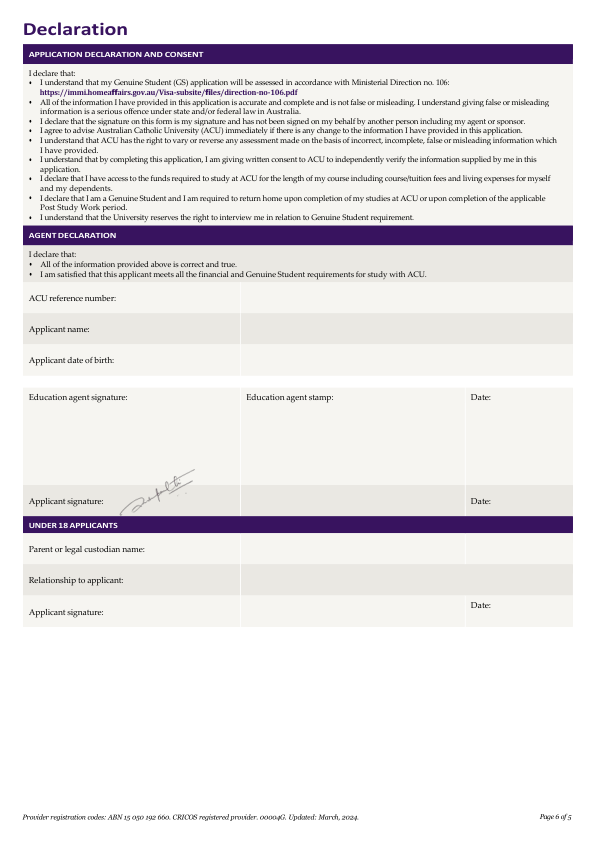 Declaration
APPLICATION DECLARATION AND CONSENT
I declare that:
• I understand that my Genuine Student (GS) application will be assessed in accordance with Ministerial Direction no. 106:
https://immi.homeaffairs.gov.au/Visa-subsite/files/direction-no-106.pdf
• All of the information I have provided in this application is accurate and complete and is not false or misleading. I understand giving false or misleading
information is a serious offence under state and/or federal law in Australia.
• I declare that the signature on this form is my signature and has not been signed on my behalf by another person including my agent or sponsor.
• I agree to advise Australian Catholic University (ACU) immediately if there is any change to the information I have provided in this application.
• I understand that ACU has the right to vary or reverse any assessment made on the basis of incorrect, incomplete, false or misleading information which
I have provided.
• I understand that by completing this application, I am giving written consent to ACU to independently verify the information supplied by me in this
application.
• I declare that I have access to the funds required to study at ACU for the length of my course including course/tuition fees and living expenses for myself
and my dependents.
• I declare that I am a Genuine Student and I am required to return home upon completion of my studies at ACU or upon completion of the applicable
Post Study Work period.
• I understand that the University reserves the right to interview me in relation to Genuine Student requirement.
AGENT DECLARATION
I declare that:
• All of the information provided above is correct and true.
• I am satisfied that this applicant meets all the financial and Genuine Student requirements for study with ACU.
ACU reference number:
Applicant name:
Applicant date of birth:
Education agent signature: Education agent stamp: Date:
Applicant signature: Date:
UNDER 18 APPLICANTS
Parent or legal custodian name:
Relationship to applicant:
Applicant signature: Date:
Provider registration codes: ABN 15 050 192 660. CRICOS registered provider. 00004G. Updated: March, 2024. Page 6 of 5